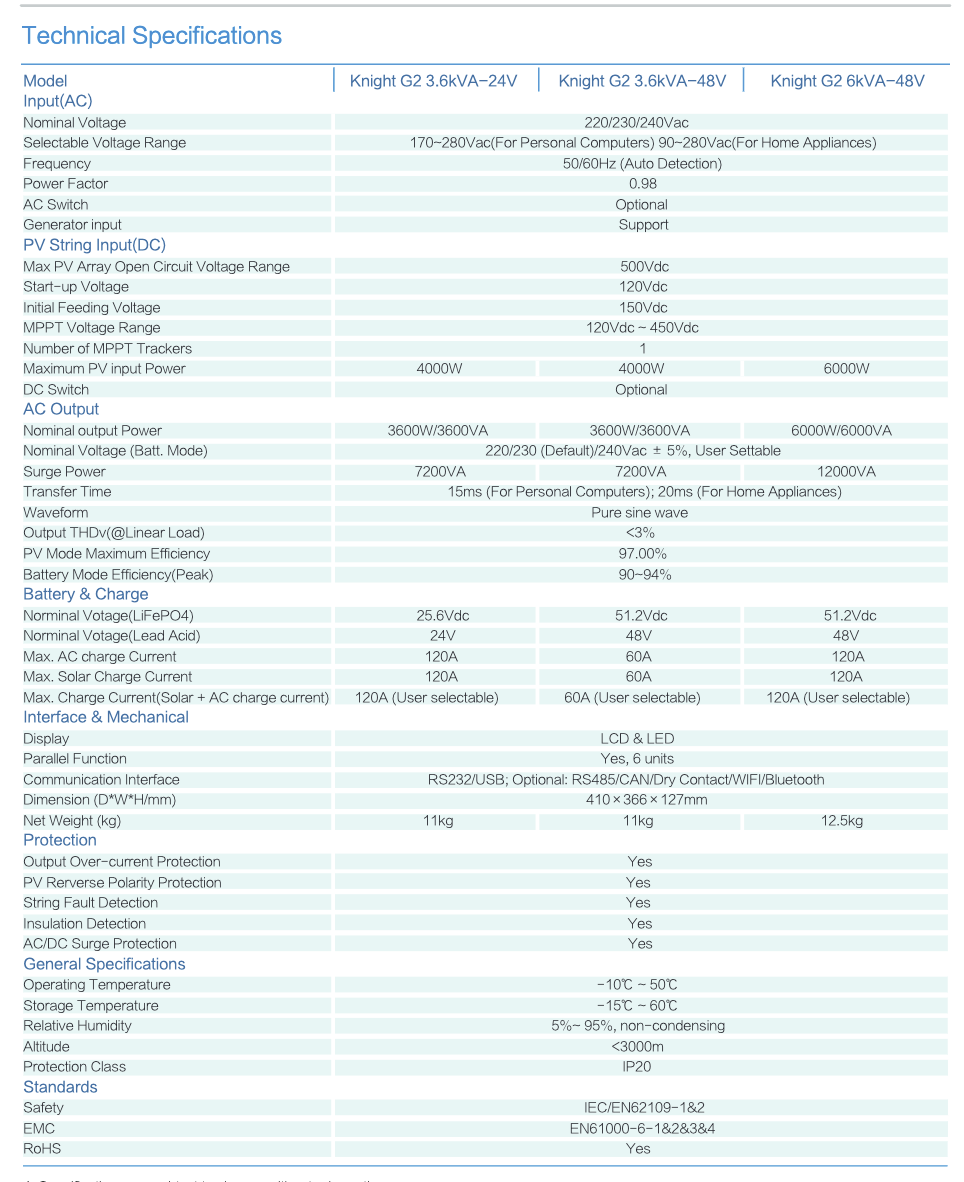 Technical Specifications
Model Knight G2 3.6kVA-24V Knight G2 3.6kVA-48V Knight G2 6kVA-48V
Input(AC)
Nominal Voltage 220/230/240Vac
Selectable Voltage Range 170~280Vac(For Personal Computers) 90~280Vac(For Home Appliances)
Frequency 50/60Hz (Auto Detection)
Power Factor 0.98
AC Switch Optional
Generator input Support
PV String Input(DC)
Max PV Array Open Circuit Voltage Range 500Vdc
Start-up Voltage 120Vdc
Initial Feeding Voltage 150Vdc
MPPT Voltage Range 120Vdc ~ 450Vdc
Number of MPPT Trackers 1
Maximum PV input Power 4000W 4000W 6000W
DC Switch Optional
AC Output
Nominal output Power 3600W/3600VA 3600W/3600VA 6000W/6000VA
Nominal Voltage (Batt. Mode) 220/230 (Default)/240Vac ± 5%, User Settable
Surge Power 7200VA 7200VA 12000VA
Transfer Time 15ms (For Personal Computers); 20ms (For Home Appliances)
Waveform Pure sine wave
Output THDv(@Linear Load) <3%
PV Mode Maximum Efficiency 97.00%
Battery Mode Efficiency(Peak) 90~94%
Battery & Charge
Norminal Votage(LiFePO4) 25.6Vdc 51.2Vdc 51.2Vdc
Norminal Votage(Lead Acid) 24V 48V 48V
Max. AC charge Current 120A 60A 120A
Max. Solar Charge Current 120A 60A 120A
Max. Charge Current(Solar + AC charge current) 120A (User selectable) 60A (User selectable) 120A (User selectable)
Interface & Mechanical
Display LCD & LED
Parallel Function Yes, 6 units
Communication Interface RS232/USB; Optional: RS485/CAN/Dry Contact/WIFI/Bluetooth
Dimension (D*W*H/mm) 410×366×127mm
Net Weight (kg) 11kg 11kg 12.5kg
Protection
Output Over-current Protection Yes
PV Rerverse Polarity Protection Yes
String Fault Detection Yes
Insulation Detection Yes
AC/DC Surge Protection Yes
General Specifications
Operating Temperature -10℃ ~ 50℃
Storage Temperature -15℃ ~ 60℃
Relative Humidity 5%~ 95%, non-condensing
Altitude <3000m
Protection Class IP20
Standards
Safety IEC/EN62109-1&2
EMC EN61000-6-1&2&3&4
RoHS Yes